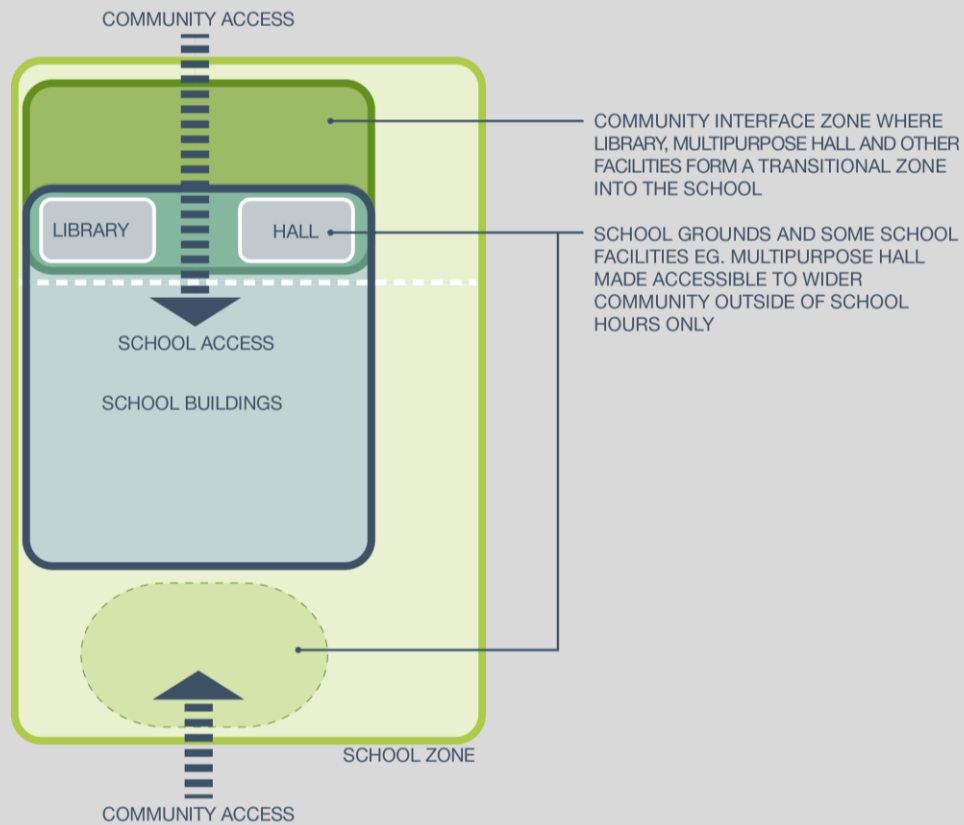 COMMUNITY ACCESS
COMMUNITY INTERFACE ZONE WHERE
LIBRARY, MULTIPURPOSE HALL AND OTHER
FACILITIES FORM A TRANSITIONAL ZONE
INTO THE SCHOOL
LIBRARY
HALL
SCHOOL GROUNDS AND SOME SCHOOL
FACILITIES EG. MULTIPURPOSE HALL
MADE ACCESSIBLE TO WIDER
COMMUNITY OUTSIDE OF SCHOOL
HOURS ONLY
SCHOOL ACCESS
SCHOOL BUILDINGS
SCHOOL ZONE
COMMUNITY ACCESS